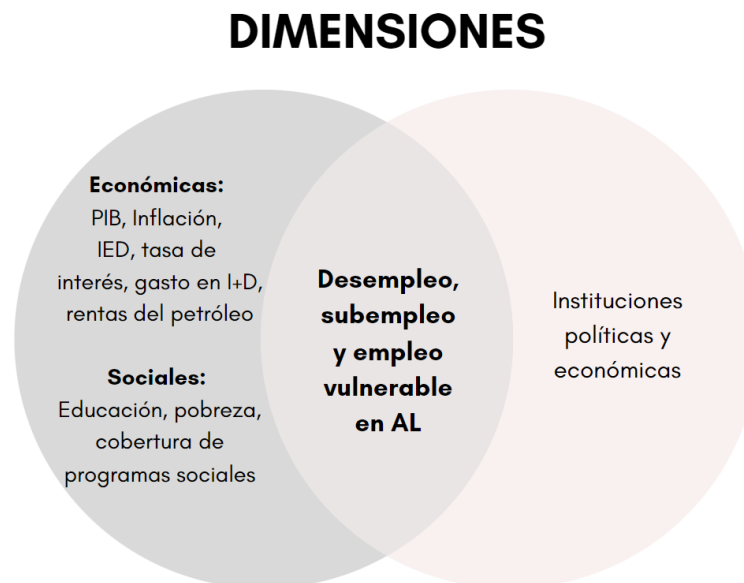 DIMENSIONES
Económicas:
PIB, Inflación,
IED, tasa de
interés, gasto en I+D,
rentas del petróleo
Sociales:
Educación, pobreza,
cobertura de
programas sociales
Desempleo,
subempleo
y empleo
vulnerable
en AL
Instituciones
políticas y
económicas